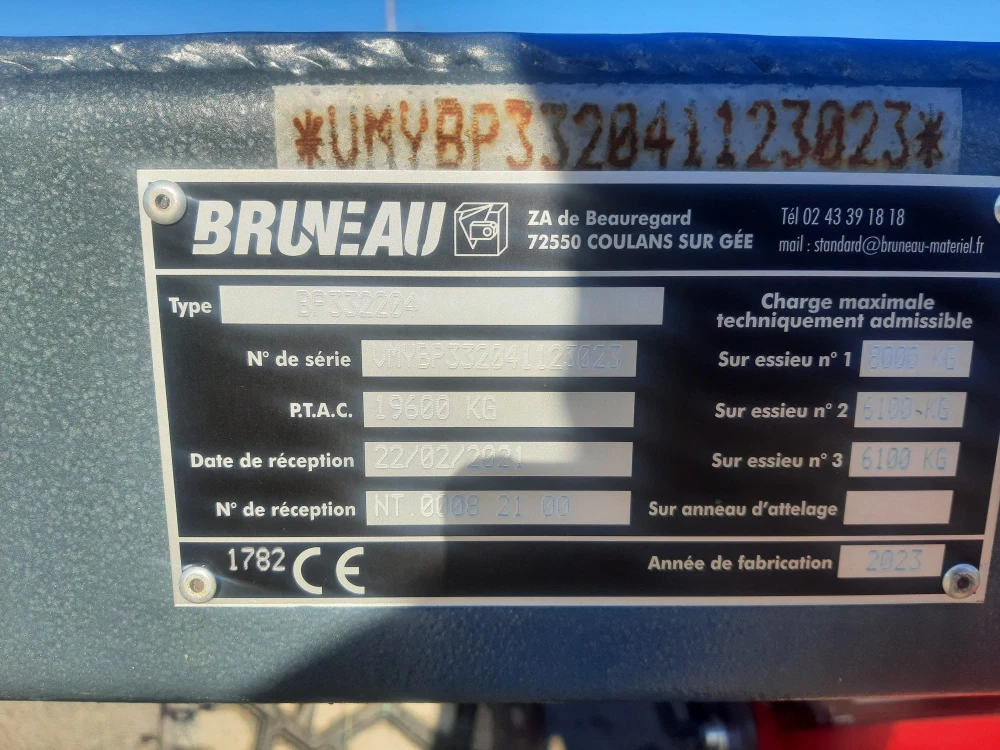 *VMVBP332041123023*
BRUNEAU
ZA de Beauregard
72550 COULANS SUR GÉE
Tél 02 43 39 18 18
mail : standard@bruneau-materiel.fr
Type BP332204
N° de série VMVBP332041123023
P.T.A.C. 19600 KG
Date de réception 22/02/2021
N° de réception NT.0008 21 00
Charge maximale
techniquement admissible
Sur essieu n° 1 8000 KG
Sur essieu n° 2 6100 KG
Sur essieu n° 3 6100 KG
Sur anneau d'attelage
1782 CE
Année de fabrication 2023